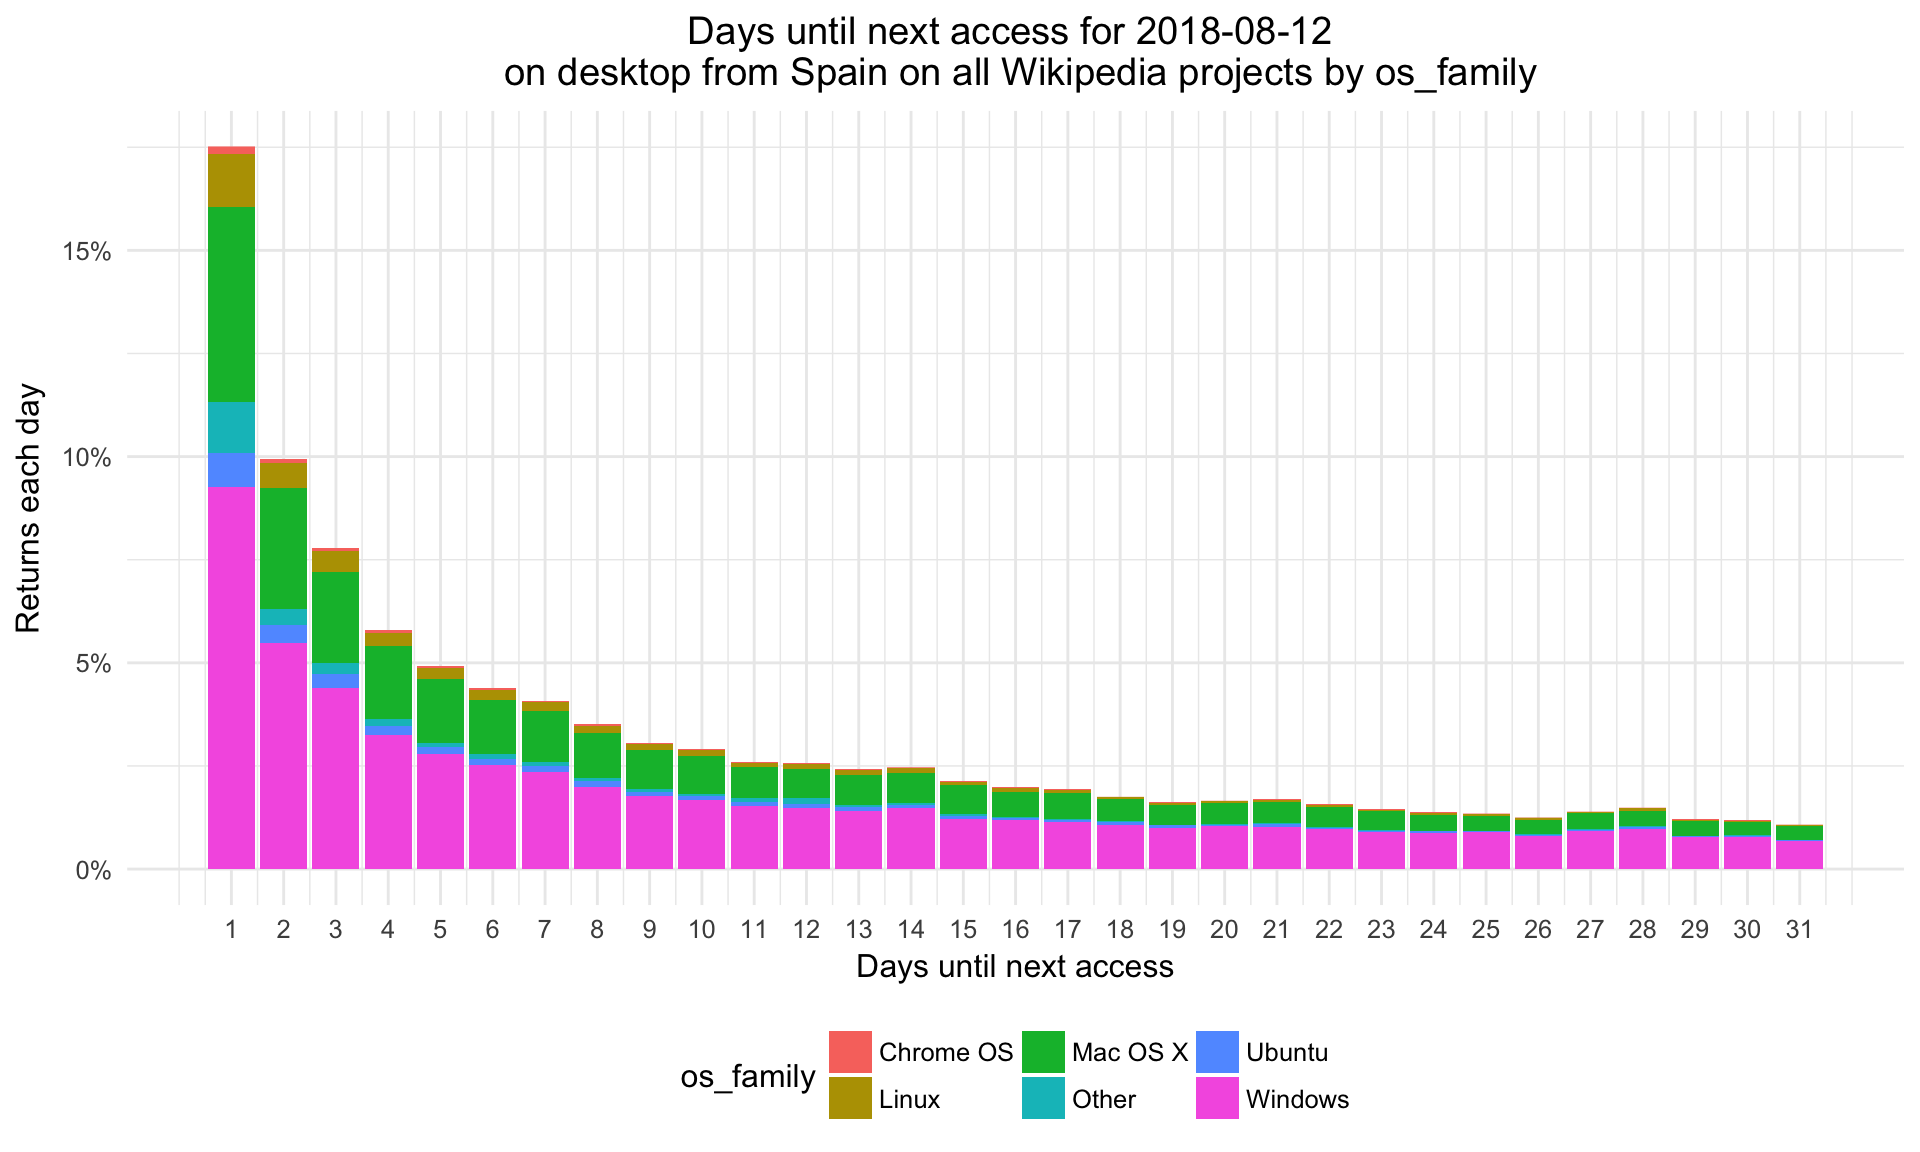 Days until next access for 2018-08-12
on desktop from Spain on all Wikipedia projects by os_family
Returns each day
15%
10%
5%
0%
1 2 3 4 5 6 7 8 9 10 11 12 13 14 15 16 17 18 19 20 21 22 23 24 25 26 27 28 29 30 31
Days until next access
os_family
Chrome OS Mac OS X Ubuntu
Linux Other Windows